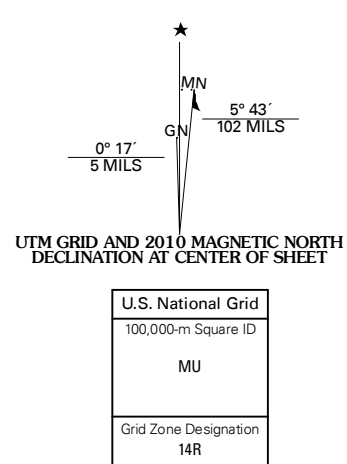 MN
GN
5° 43´
102 MILS
0° 17´
5 MILS
UTM GRID AND 2010 MAGNETIC NORTH
DECLINATION AT CENTER OF SHEET
U.S. National Grid
100,000-m Square ID
MU
Grid Zone Designation
14R